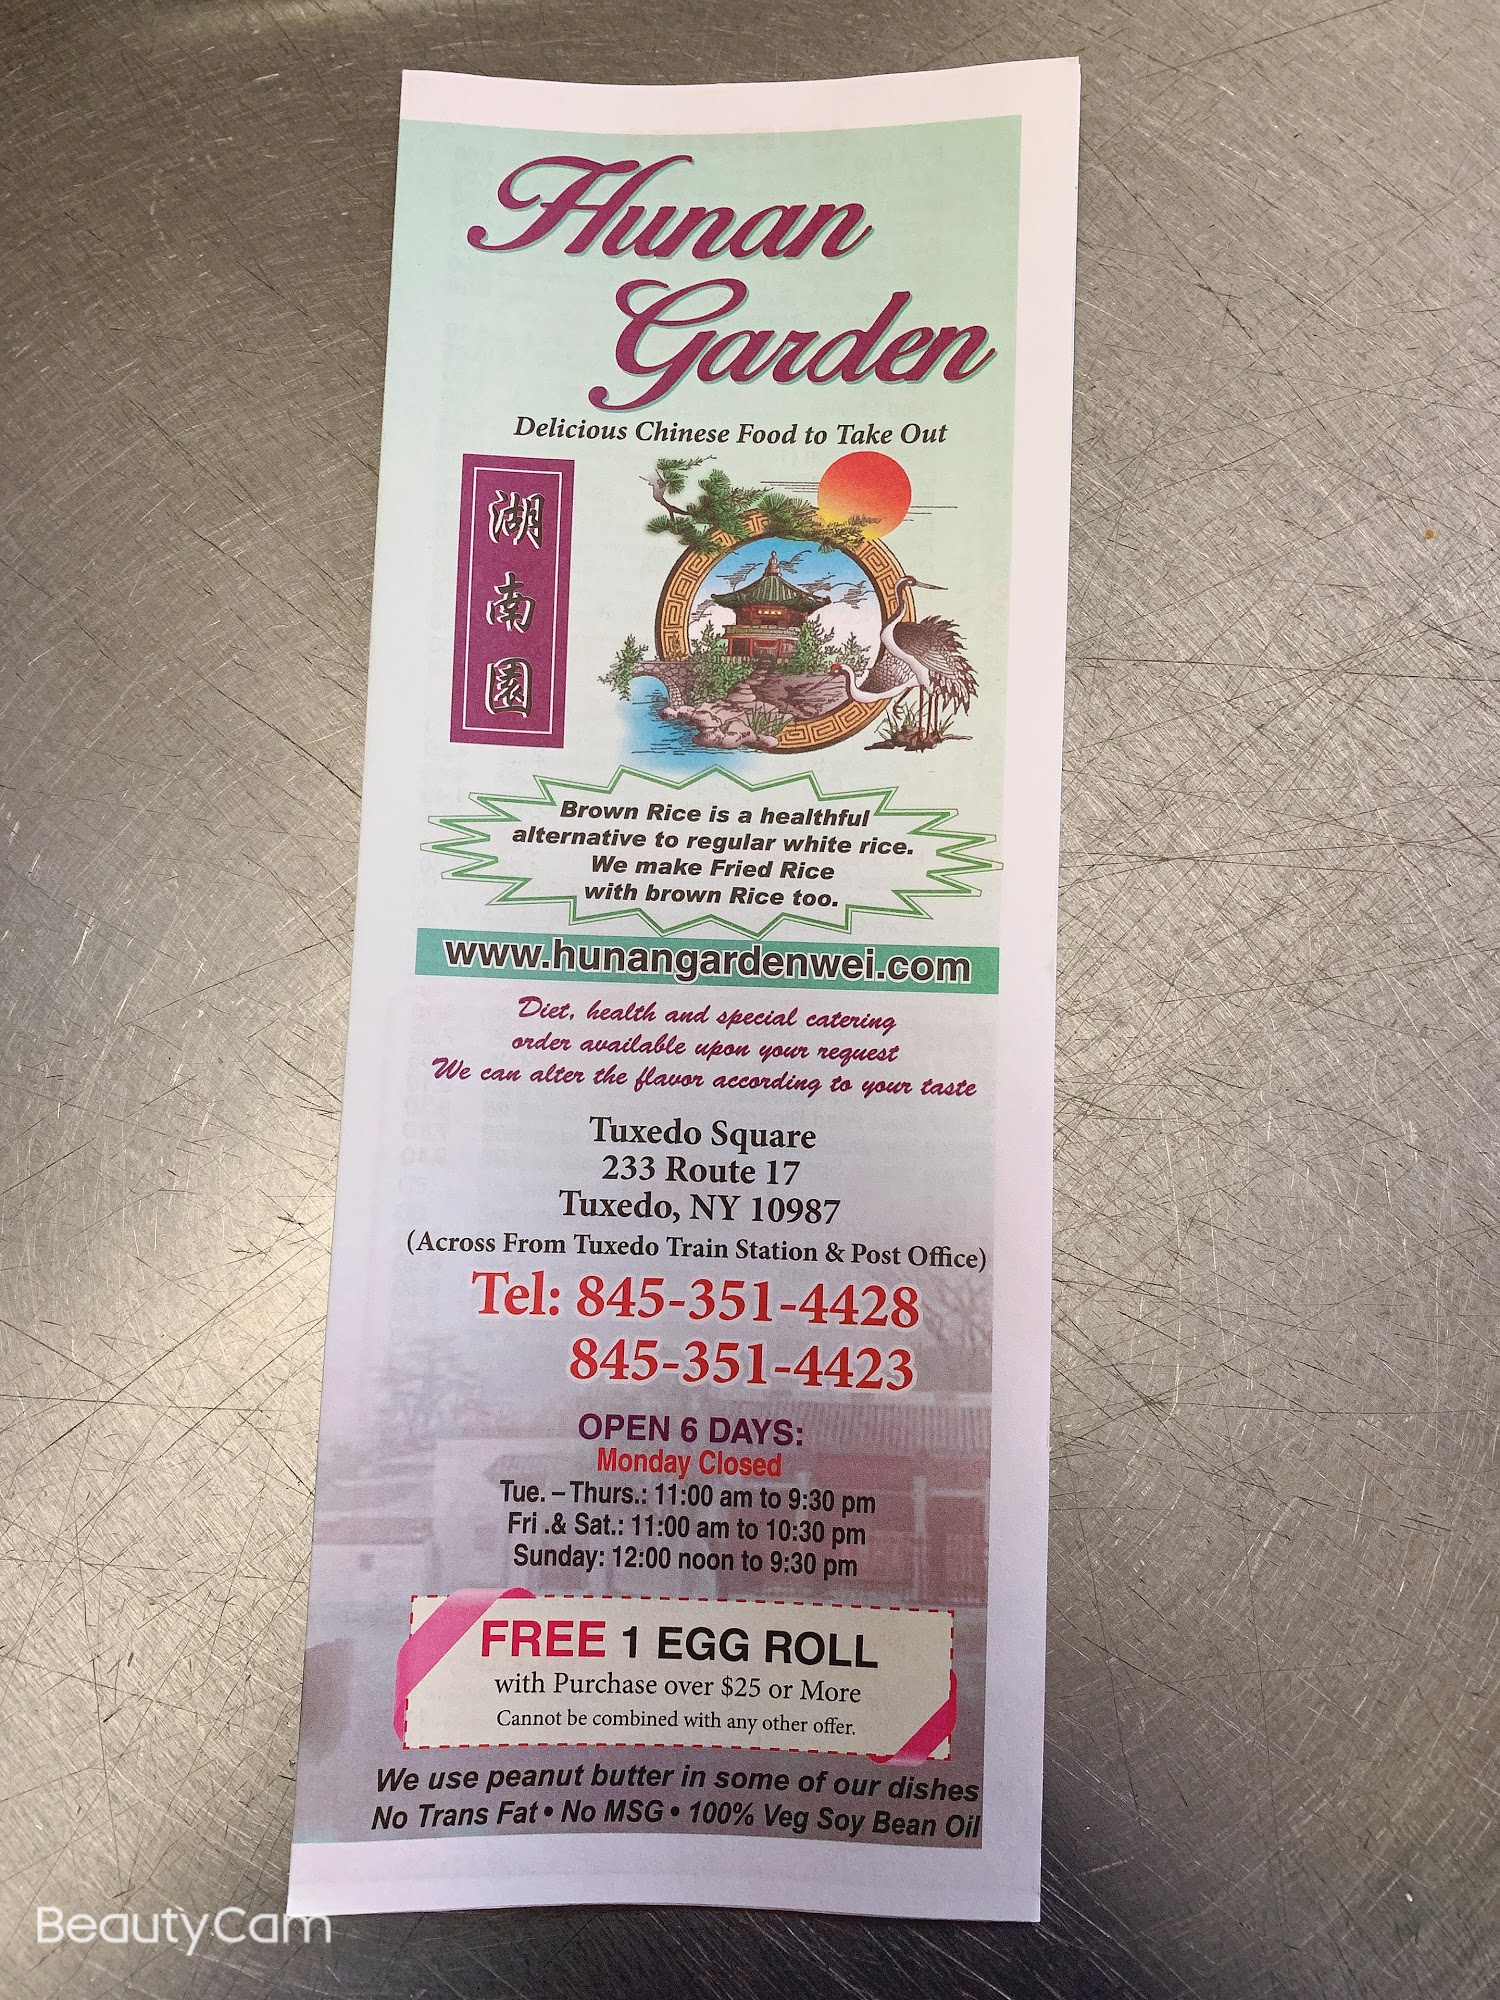 Hunan
Garden
Delicious Chinese Food to Take Out
湖
南
園
Brown Rice is a healthful
alternative to regular white rice.
We make Fried Rice
with brown Rice too.
www.hunangardenwei.com
Diet, health and special catering
order available upon your request
We can alter the flavor according to your taste
Tuxedo Square
233 Route 17
Tuxedo, NY 10987
(Across From Tuxedo Train Station & Post Office)
Tel: 845-351-4428
845-351-4423
OPEN 6 DAYS:
Monday Closed
Tue. – Thurs.: 11:00 am to 9:30 pm
Fri .& Sat.: 11:00 am to 10:30 pm
Sunday: 12:00 noon to 9:30 pm
FREE 1 EGG ROLL
with Purchase over $25 or More
Cannot be combined with any other offer.
We use peanut butter in some of our dishes
No Trans Fat • No MSG • 100% Veg Soy Bean Oil
BeautyCam